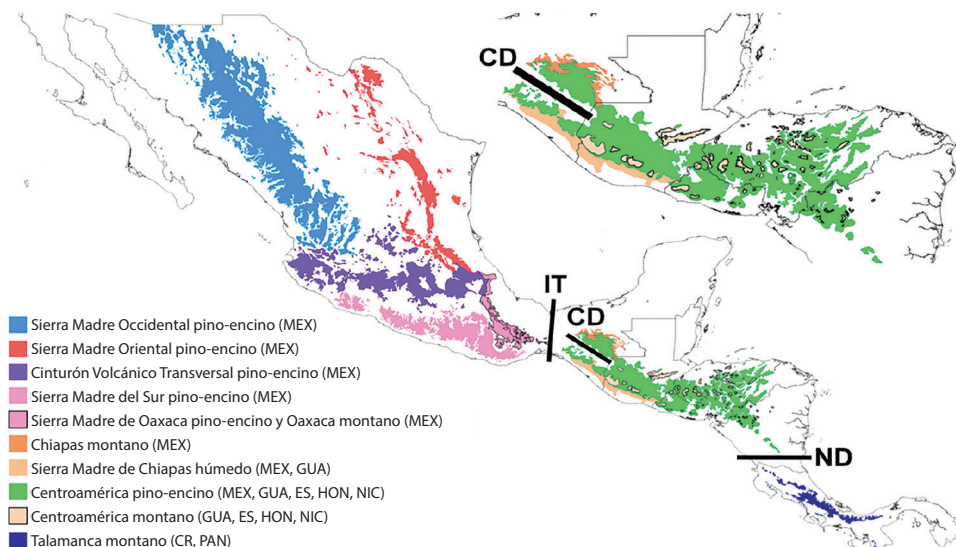 CD
IT
CD
ND
Sierra Madre Occidental pino-encino (MEX)
Sierra Madre Oriental pino-encino (MEX)
Cinturón Volcánico Transversal pino-encino (MEX)
Sierra Madre del Sur pino-encino (MEX)
Sierra Madre de Oaxaca pino-encino y Oaxaca montano (MEX)
Chiapas montano (MEX)
Sierra Madre de Chiapas húmedo (MEX, GUA)
Centroamérica pino-encino (MEX, GUA, ES, HON, NIC)
Centroamérica montano (GUA, ES, HON, NIC)
Talamanca montano (CR, PAN)